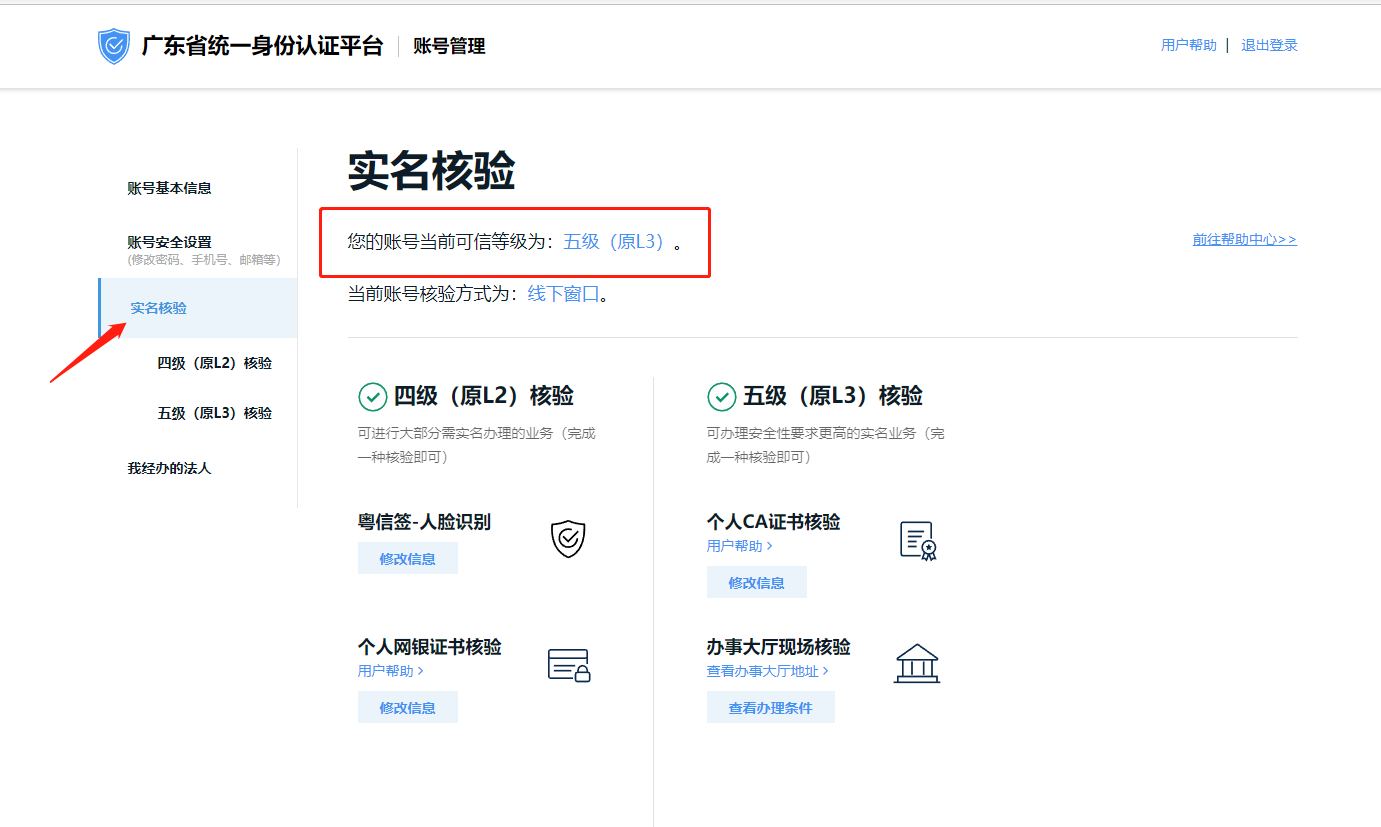 广东省统一身份认证平台 账号管理
用户帮助 | 退出登录
账号基本信息
账号安全设置
(修改密码、手机号、邮箱等)
实名核验
四级（原L2）核验
五级（原L3）核验
我经办的法人
实名核验
您的账号当前可信等级为：五级（原L3）。
前往帮助中心>>
当前账号核验方式为：线下窗口。
四级（原L2）核验
可进行大部分需实名办理的业务（完成
一种核验即可）
粤信签-人脸识别
修改信息
个人网银证书核验
用户帮助 >
修改信息
五级（原L3）核验
可办理安全性要求更高的实名业务（完
成一种核验即可）
个人CA证书核验
用户帮助 >
修改信息
办事大厅现场核验
查看办事大厅地址 >
查看办理条件